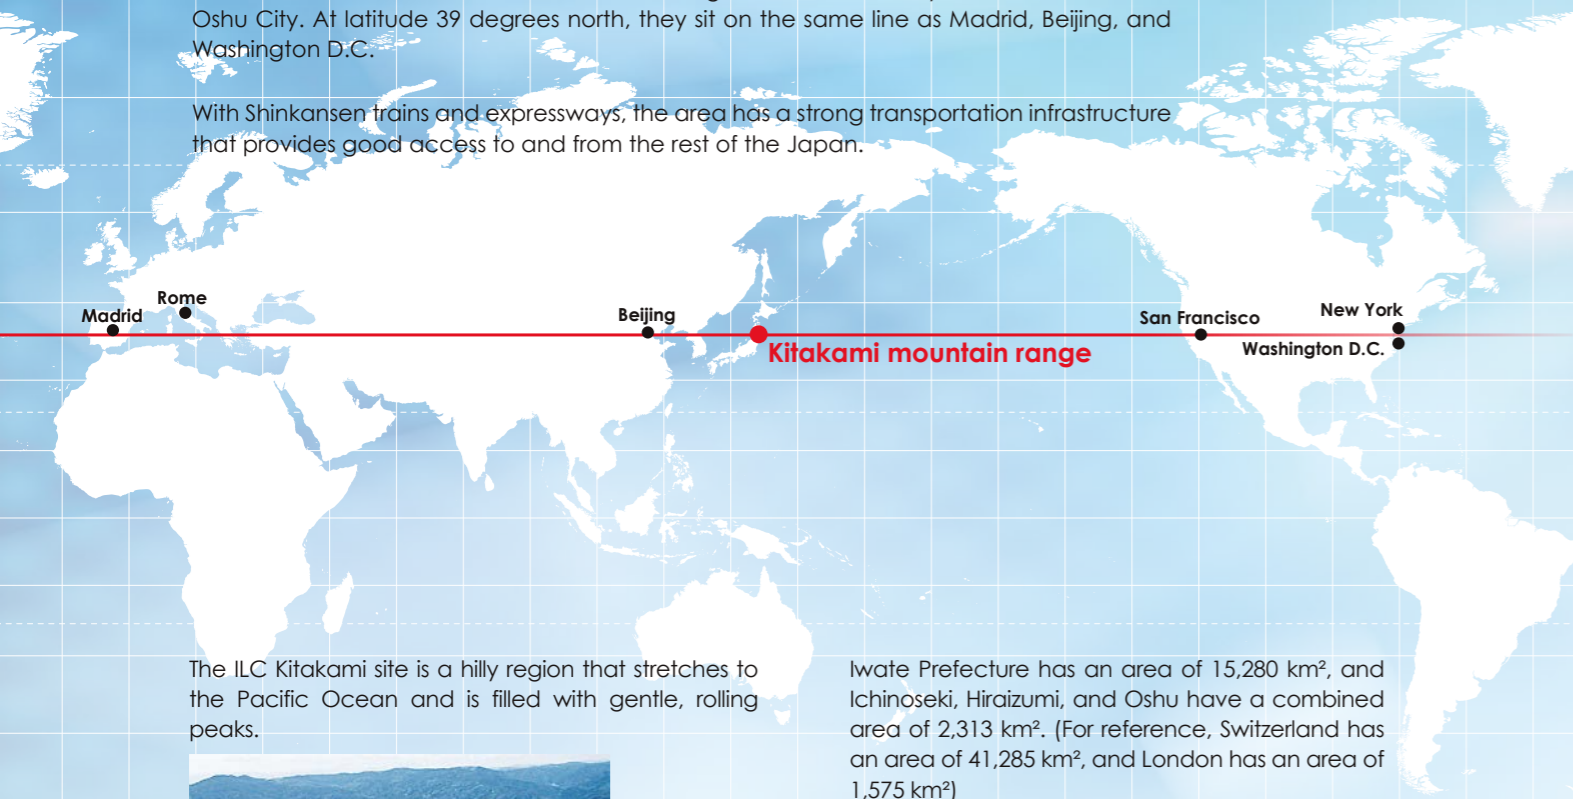 Oshu City. At latitude 39 degrees north, they sit on the same line as Madrid, Beijing, and
Washington D.C.
With Shinkansen trains and expressways, the area has a strong transportation infrastructure
that provides good access to and from the rest of the Japan.
Rome
Madrid
Beijing
Kitakami mountain range
San Francisco
New York
Washington D.C.
The ILC Kitakami site is a hilly region that stretches to
the Pacific Ocean and is filled with gentle, rolling
peaks.
Iwate Prefecture has an area of 15,280 km², and
Ichinoseki, Hiraizumi, and Oshu have a combined
area of 2,313 km². (For reference, Switzerland has
an area of 41,285 km², and London has an area of
1,575 km²)